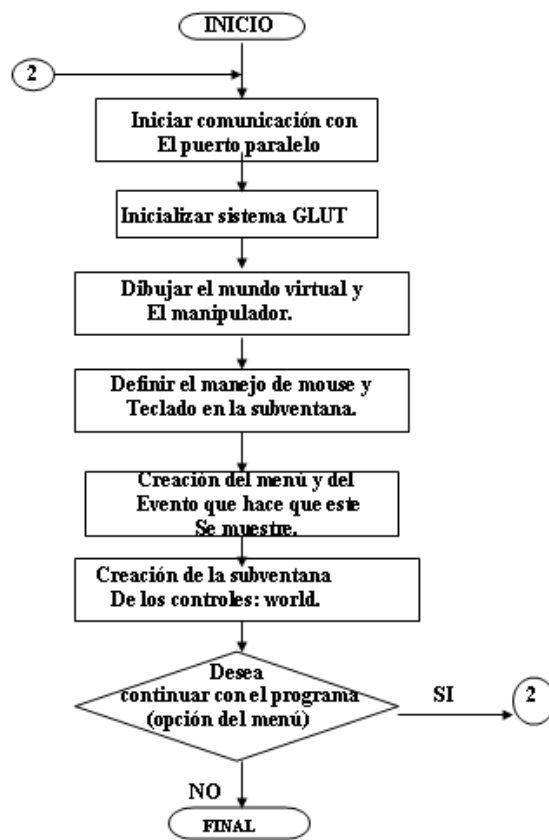 INICIO
2
Iniciar comunicación con
El puerto paralelo
Inicializar sistema GLUT
Dibujar el mundo virtual y
El manipulador.
Definir el manejo de mouse y
Teclado en la subventana.
Creación del menú y del
Evento que hace que este
Se muestre.
Creación de la subventana
De los controles: world.
Desea
continuar con el programa
(opción del menú)
SI
2
NO
FINAL